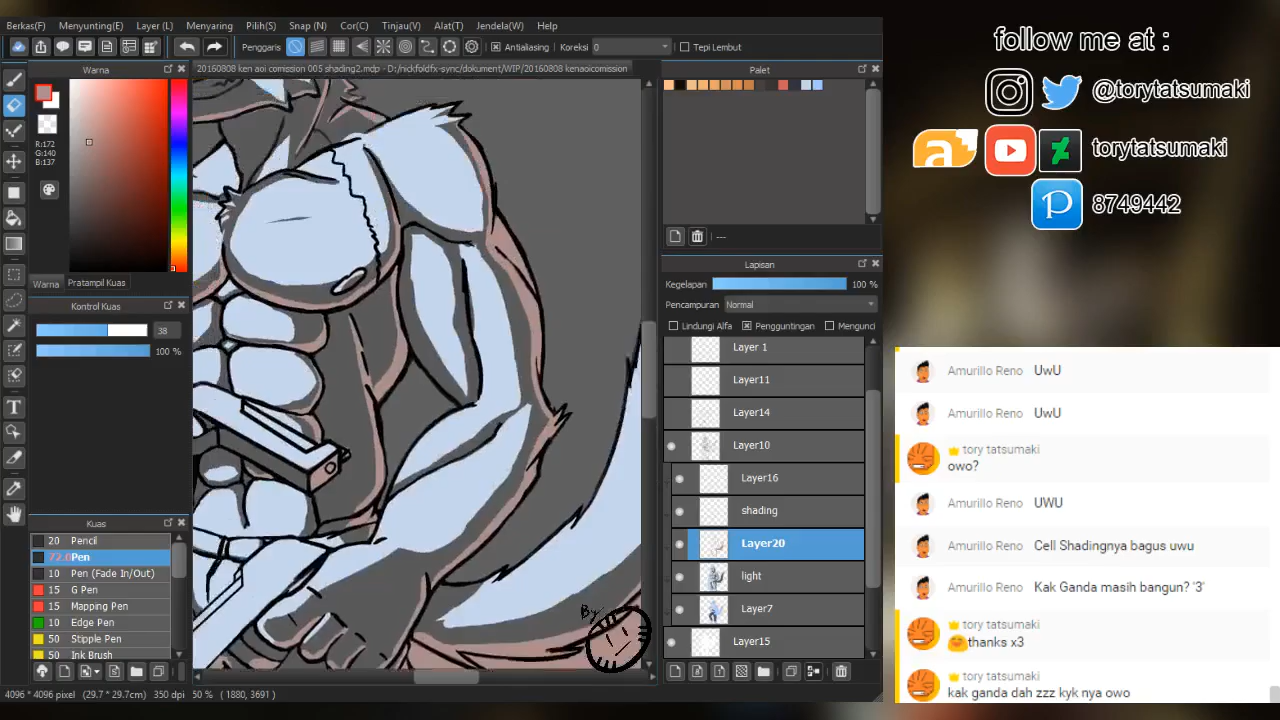 Berkas(F) Menyunting(E) Layer (L) Menyaring Pilih(S) Snap (N) Cor(C) Tinjau(V) Alat(T) Jendela(W) Help
Penggaris Antialiasing Koreksi 0 Tepi Lembut
Warna
20160808 ken aoi comission 005 shading2.mdp - D:/nickfoldfx-sync/dokument/WIP/20160808 kenaoicomission
Palet
R:172
G:140
B:137
Warna Pratampil Kuas
Kontrol Kuas
38
100 %
Kuas
20 Pencil
72.0 Pen
10 Pen (Fade In/Out)
15 G Pen
15 Mapping Pen
10 Edge Pen
50 Stipple Pen
50 Ink Brush
4096 * 4096 pixel (29.7 * 29.7cm) 350 dpi 50 % ( 1880, 3691 )
By
---
Lapisan
Kegelapan 100 %
Pencampuran Normal
Lindungi Alfa Pengguntingan Mengunci
Layer 1
Layer11
Layer14
Layer10
Layer16
shading
Layer20
light
Layer7
Layer15
follow me at :
@torytatsumaki
torytatsumaki
8749442
Amurillo Reno UwU
Amurillo Reno UwU
tory tatsumaki
owo?
Amurillo Reno UWU
Amurillo Reno Cell Shadingnya bagus uwu
Amurillo Reno Kak Ganda masih bangun? '3'
tory tatsumaki
thanks x3
tory tatsumaki
kak ganda dah zzz kyk nya owo